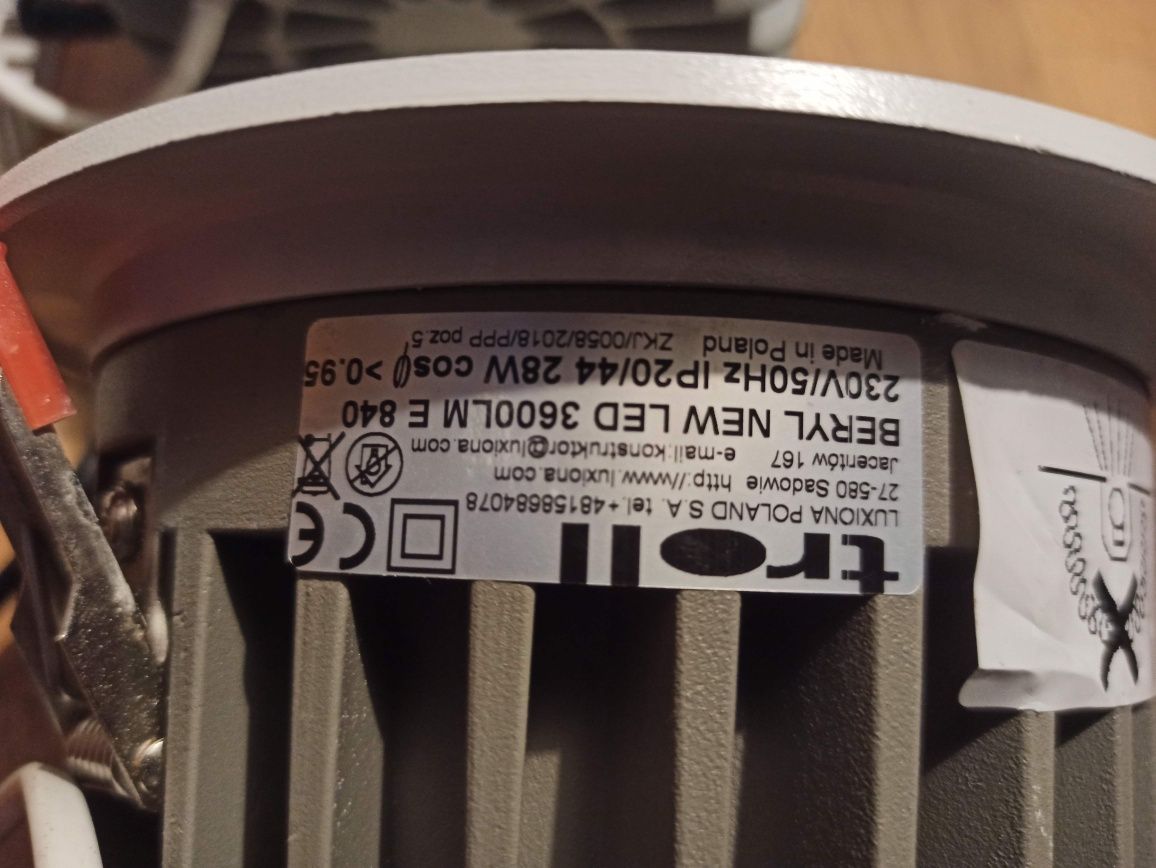 troll
LUXIONA POLAND S.A. tel.+48158684078
27-580 Sadowie http://www.luxiona.com
Jacentów 167 e-mail:konstruktor@luxiona.com
BERYL NEW LED 3600LM E 840
230V/50Hz IP20/44 28W cosφ >0.95
Made in Poland ZKJ/0058/2018/PPP poz.5
CE